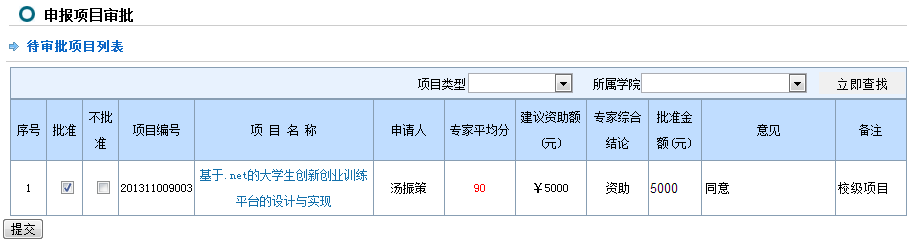 申报项目审批
待审批项目列表
项目类型 所属学院 立即查找
序号 批准 不批准 项目编号 项 目 名 称 申请人 专家平均分 建议资助额(元) 专家综合结论 批准金额(元) 意见 备注
1 201311009003 基于.net的大学生创新创业训练平台的设计与实现 汤振策 90 ￥5000 资助 5000 同意 校级项目
提交